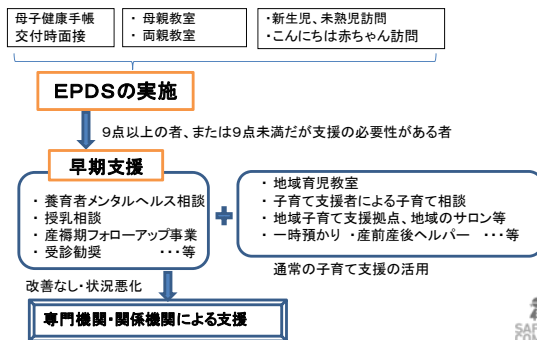 母子健康手帳
交付時面接
・ 母親教室
・ 両親教室
・新生児、未熟児訪問
・こんにちは赤ちゃん訪問
EPDSの実施
9点以上の者、または9点未満だが支援の必要性がある者
早期支援
・ 養育者メンタルヘルス相談
・ 授乳相談
・ 産褥期フォローアップ事業
・ 受診勧奨 ・・・等
・ 地域育児教室
・ 子育て支援者による子育て相談
・ 地域子育て支援拠点、地域のサロン等
・ 一時預かり ・産前産後ヘルパー ・・・等
通常の子育て支援の活用
改善なし・状況悪化
専門機関・関係機関による支援